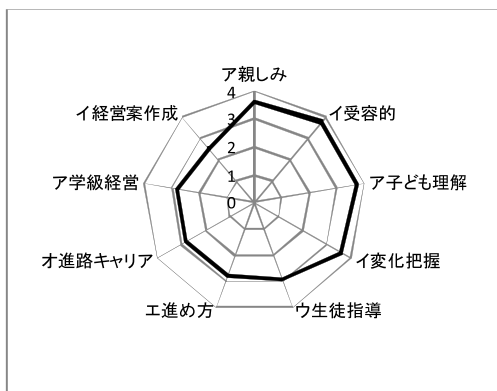 ア親しみ
イ受容的
ア子ども理解
イ変化把握
ウ生徒指導
エ進め方
オ進路キャリア
ア学級経営
イ経営案作成
4
3
2
1
0